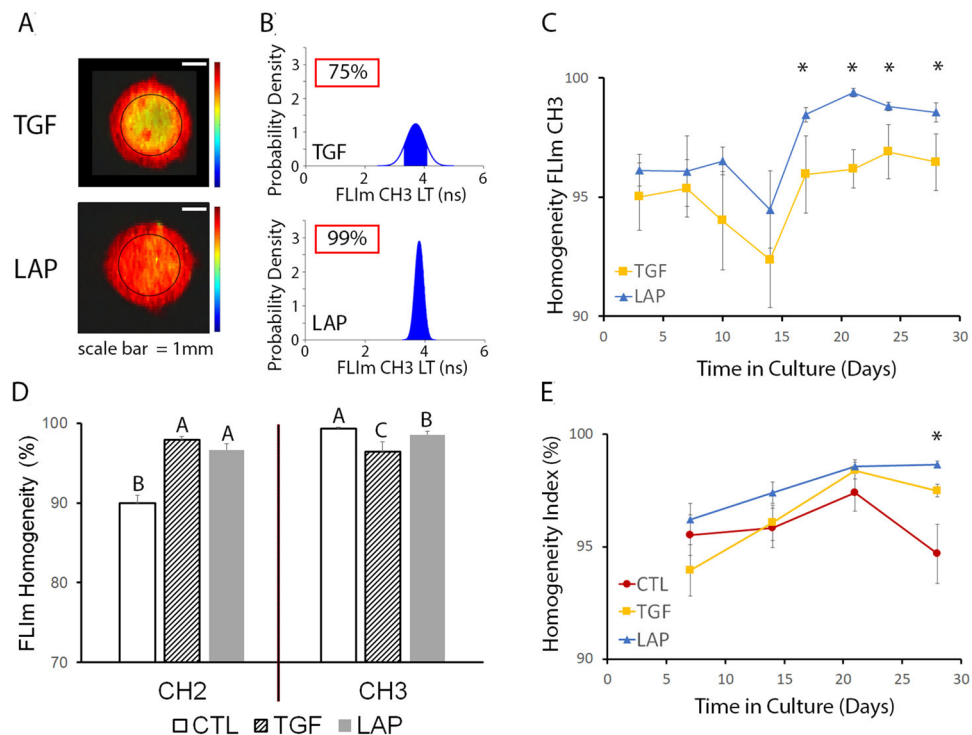 A
TGF
LAP
scale bar = 1mm
B
Probability Density
3
2
1
0
75%
TGF
0 2 4 6
FLIm CH3 LT (ns)
Probability Density
3
2
1
0
99%
LAP
0 2 4 6
FLIm CH3 LT (ns)
C
Homogeneity FLIm CH3
100
95
90
* * * *
TGF
LAP
0 5 10 15 20 25 30
Time in Culture (Days)
D
FLIm Homogeneity (%)
100
90
80
70
B A A
A C B
CH2 CH3
CTL TGF LAP
E
Homogeneity Index (%)
100
95
90
*
CTL
TGF
LAP
0 5 10 15 20 25 30
Time in Culture (Days)